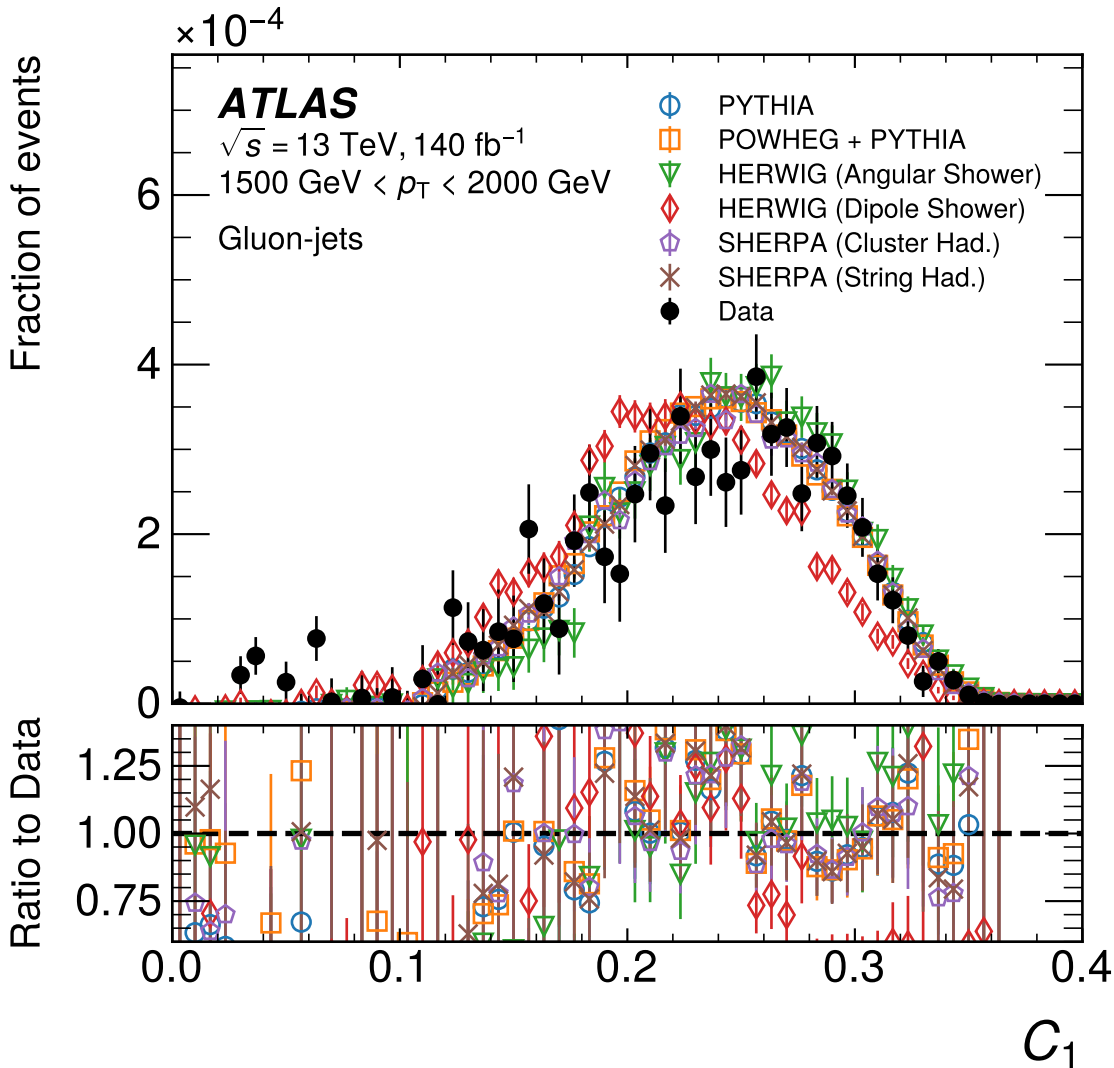 ×10⁻⁴
Fraction of events
6
4
2
0
ATLAS
√s = 13 TeV, 140 fb⁻¹
1500 GeV < pT < 2000 GeV
Gluon-jets
PYTHIA
POWHEG + PYTHIA
HERWIG (Angular Shower)
HERWIG (Dipole Shower)
SHERPA (Cluster Had.)
SHERPA (String Had.)
Data
Ratio to Data
1.25
1.00
0.75
0.0 0.1 0.2 0.3 0.4
C₁